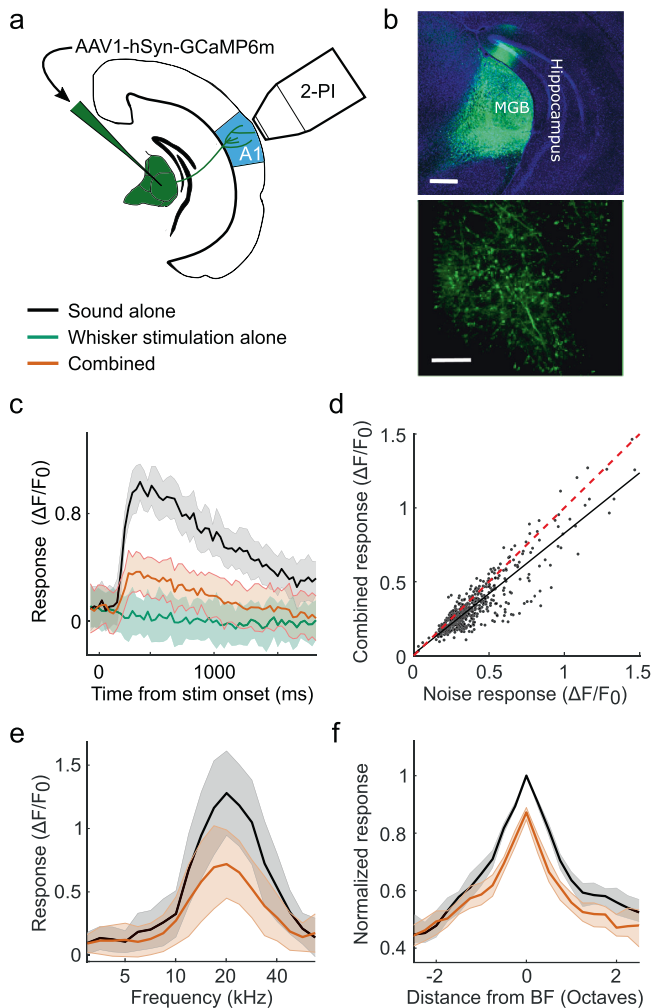 a
AAV1-hSyn-GCaMP6m
2-PI
A1
b
MGB
Hippocampus
Sound alone
Whisker stimulation alone
Combined
c
Response (ΔF/F0)
0.8
0
0
1000
Time from stim onset (ms)
d
Combined response (ΔF/F0)
1.5
1
0.5
0
0
0.5
1.0
1.5
Noise response (ΔF/F0)
e
Response (ΔF/F0)
1.5
1
0.5
0
5
10
20
40
Frequency (kHz)
f
Normalized response
1
0.8
0.6
0.4
-2
0
2
Distance from BF (Octaves)